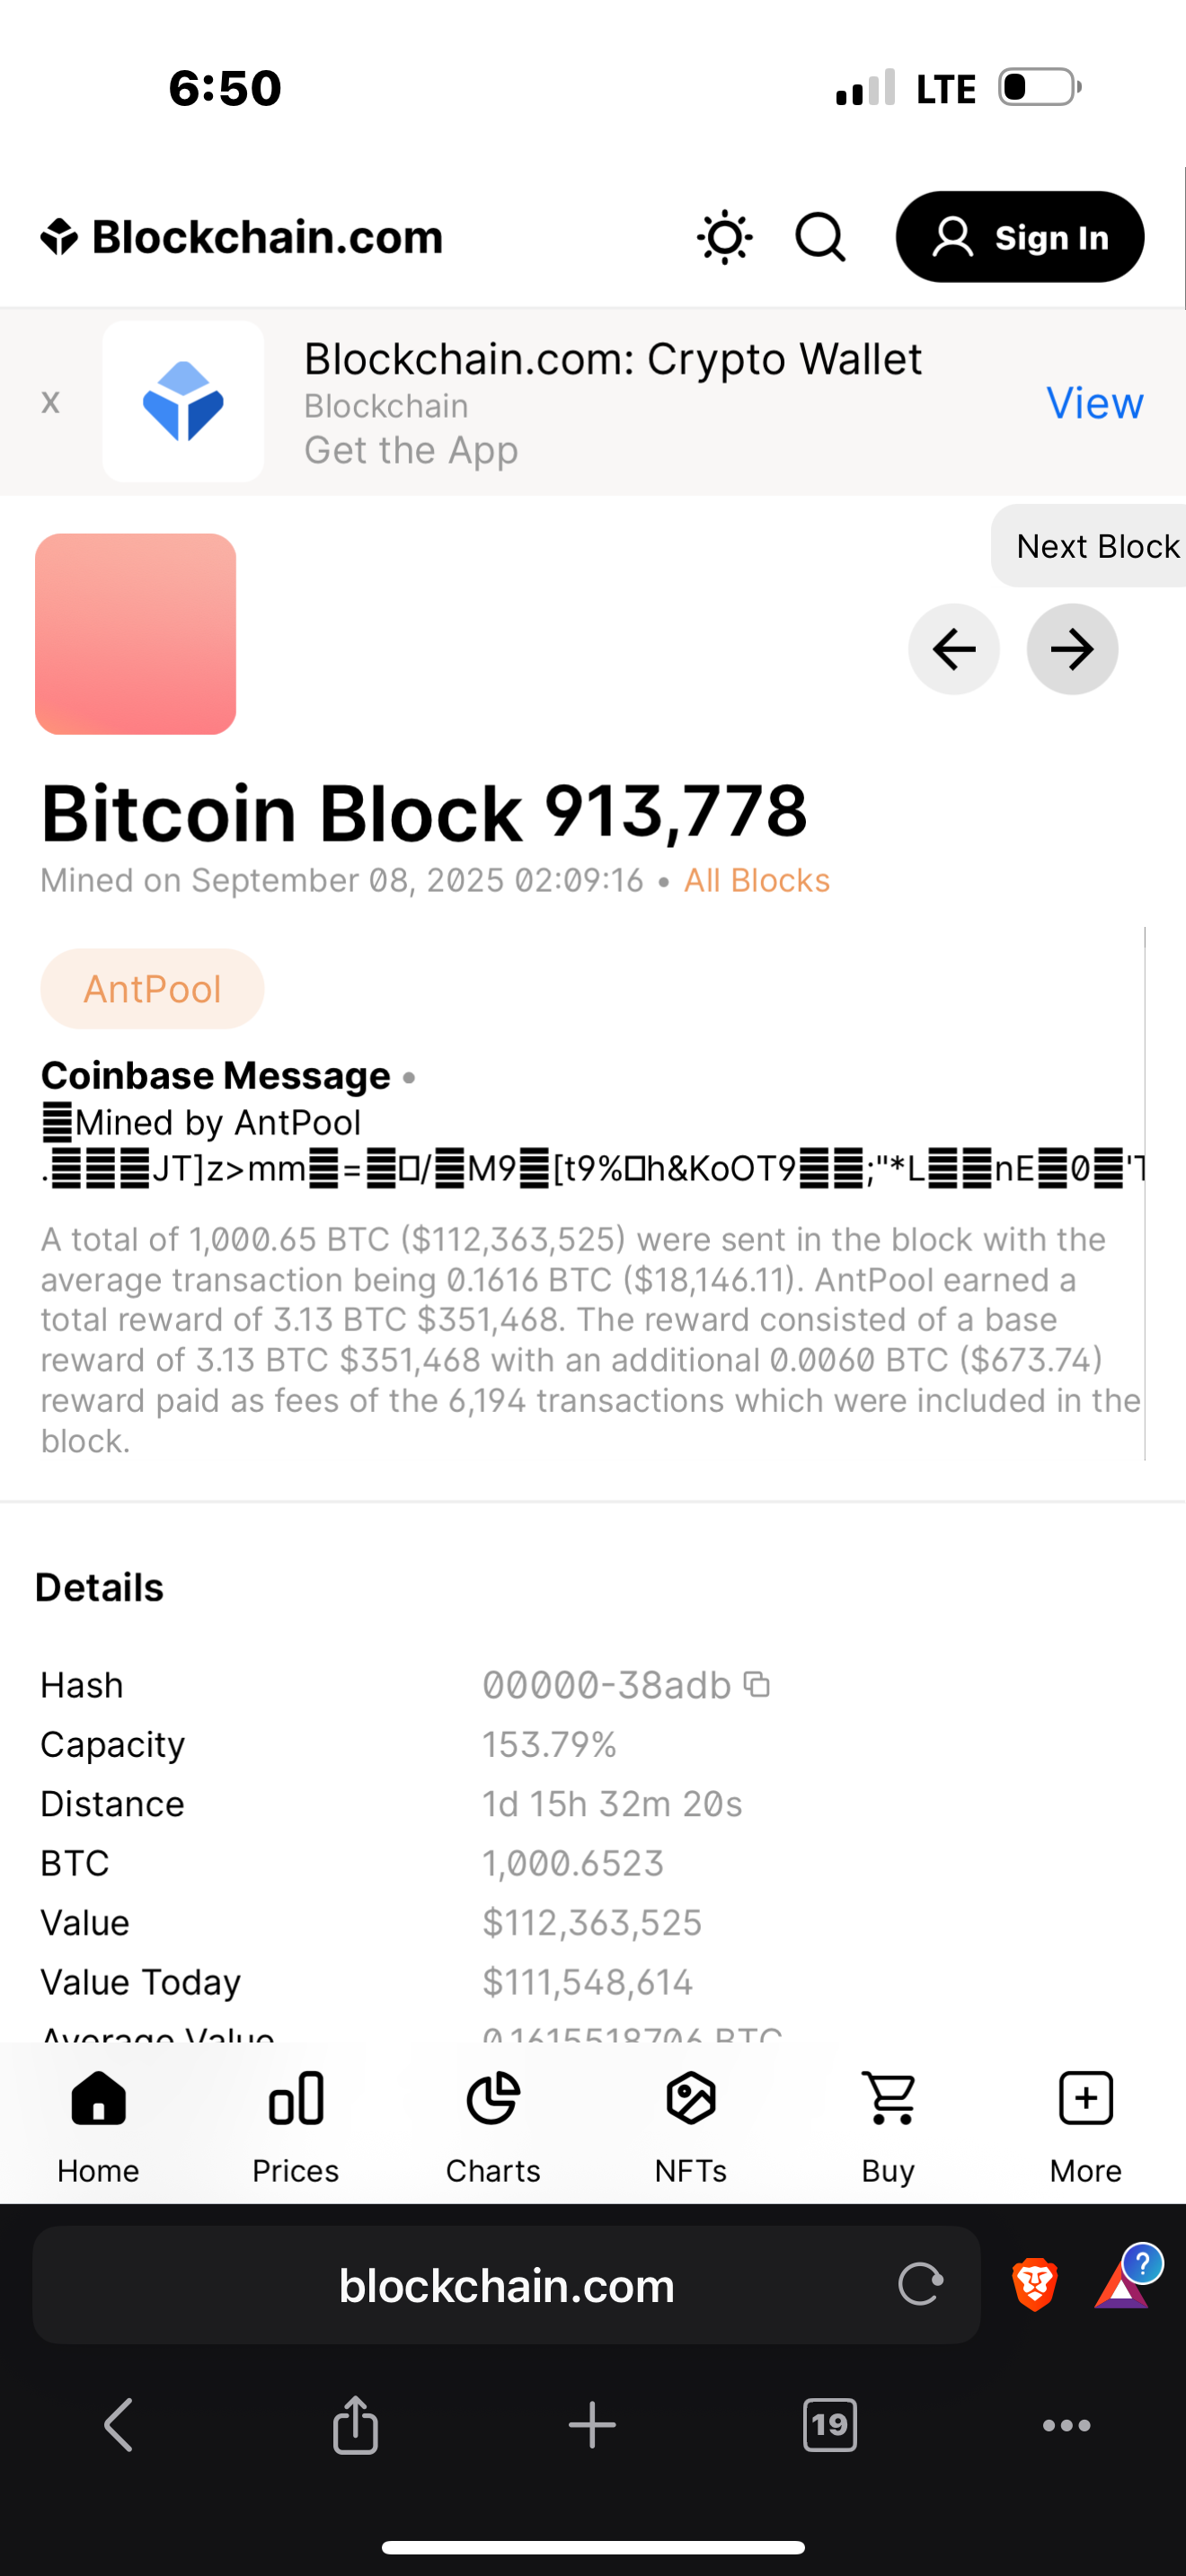 6:50
LTE
Blockchain.com
Sign In
x
Blockchain.com: Crypto Wallet
Blockchain
Get the App
View
Next Block
Bitcoin Block 913,778
Mined on September 08, 2025 02:09:16 • All Blocks
AntPool
Coinbase Message •
Mined by AntPool
JT]z>mm = / M9 [t9% h&KoOT9 ;"*L nE 0
A total of 1,000.65 BTC ($112,363,525) were sent in the block with the
average transaction being 0.1616 BTC ($18,146.11). AntPool earned a
total reward of 3.13 BTC $351,468. The reward consisted of a base
reward of 3.13 BTC $351,468 with an additional 0.0060 BTC ($673.74)
reward paid as fees of the 6,194 transactions which were included in the
block.
Details
Hash 00000-38adb
Capacity 153.79%
Distance 1d 15h 32m 20s
BTC 1,000.6523
Value $112,363,525
Value Today $111,548,614
Average Value 0.1615518706 BTC
Home Prices Charts NFTs Buy More
blockchain.com
?
19